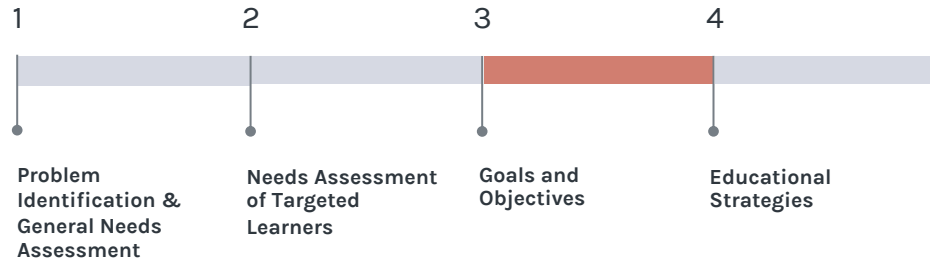 1
2
3
4
Problem
Identification &
General Needs
Assessment
Needs Assessment
of Targeted
Learners
Goals and
Objectives
Educational
Strategies